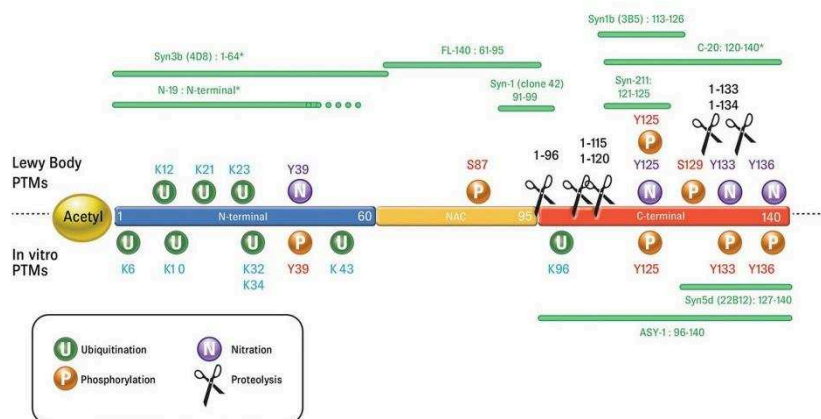 Syn1b (3B5) : 113-126
Syn3b (4D8) : 1-64*
FL-140 : 61-95
C-20: 120-140*
N-19 : N-terminal*
Syn-1 (clone 42)
91-99
Syn-211:
121-125
1-133
1-134
Y125
P
1-115
1-120
1-96
Lewy Body
PTMs
K12 K21 K23 Y39 S87 Y125 S129 Y133 Y136
U U U N P N P N N
Acetyl
1 N-terminal 60 NAC 95 C-terminal 140
In vitro
PTMs
U U U P U U P P P
K6 K10 K32 Y39 K43 K96 Y125 Y133 Y136
K34
Syn5d (22B12): 127-140
ASY-1 : 96-140
U Ubiquitination N Nitration
P Phosphorylation Proteolysis